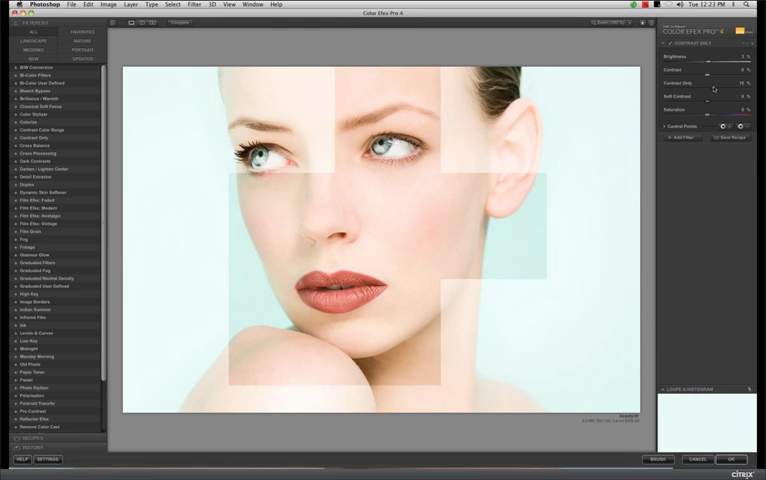 Photoshop File Edit Image Layer Type Select Filter 3D View Window Help
Tue 12:23 PM
Color Efex Pro 4
FILTER LIST
Compare
Zoom (100 %)
ALL FAVORITES
LANDSCAPE NATURE
WEDDING PORTRAIT
NEW UPDATED
B/W Conversion
Bi-Color Filters
Bi-Color User Defined
Bleach Bypass
Brilliance / Warmth
Classical Soft Focus
Color Stylizer
Colorize
Contrast Color Range
Contrast Only
Cross Balance
Cross Processing
Dark Contrasts
Darken / Lighten Center
Detail Extractor
Duplex
Dynamic Skin Softener
Film Efex: Faded
Film Efex: Modern
Film Efex: Nostalgic
Film Efex: Vintage
Film Grain
Fog
Foliage
Glamour Glow
Graduated Filters
Graduated Fog
Graduated Neutral Density
Graduated User Defined
High Key
Image Borders
Indian Summer
Infrared Film
Ink
Levels & Curves
Low Key
Midnight
Monday Morning
Old Photo
Paper Toner
Pastel
Photo Stylizer
Polarization
Polaroid Transfer
Pro Contrast
Reflector Efex
Remove Color Cast
RECIPES
HISTORY
HELP SETTINGS
COLOR EFEX PRO 4
CONTRAST ONLY
Brightness
Contrast
Contrast Only
Soft Contrast
Saturation
Control Points
Add Filter Save Recipe
LOUPE & HISTOGRAM
BRUSH CANCEL OK
CITRIX